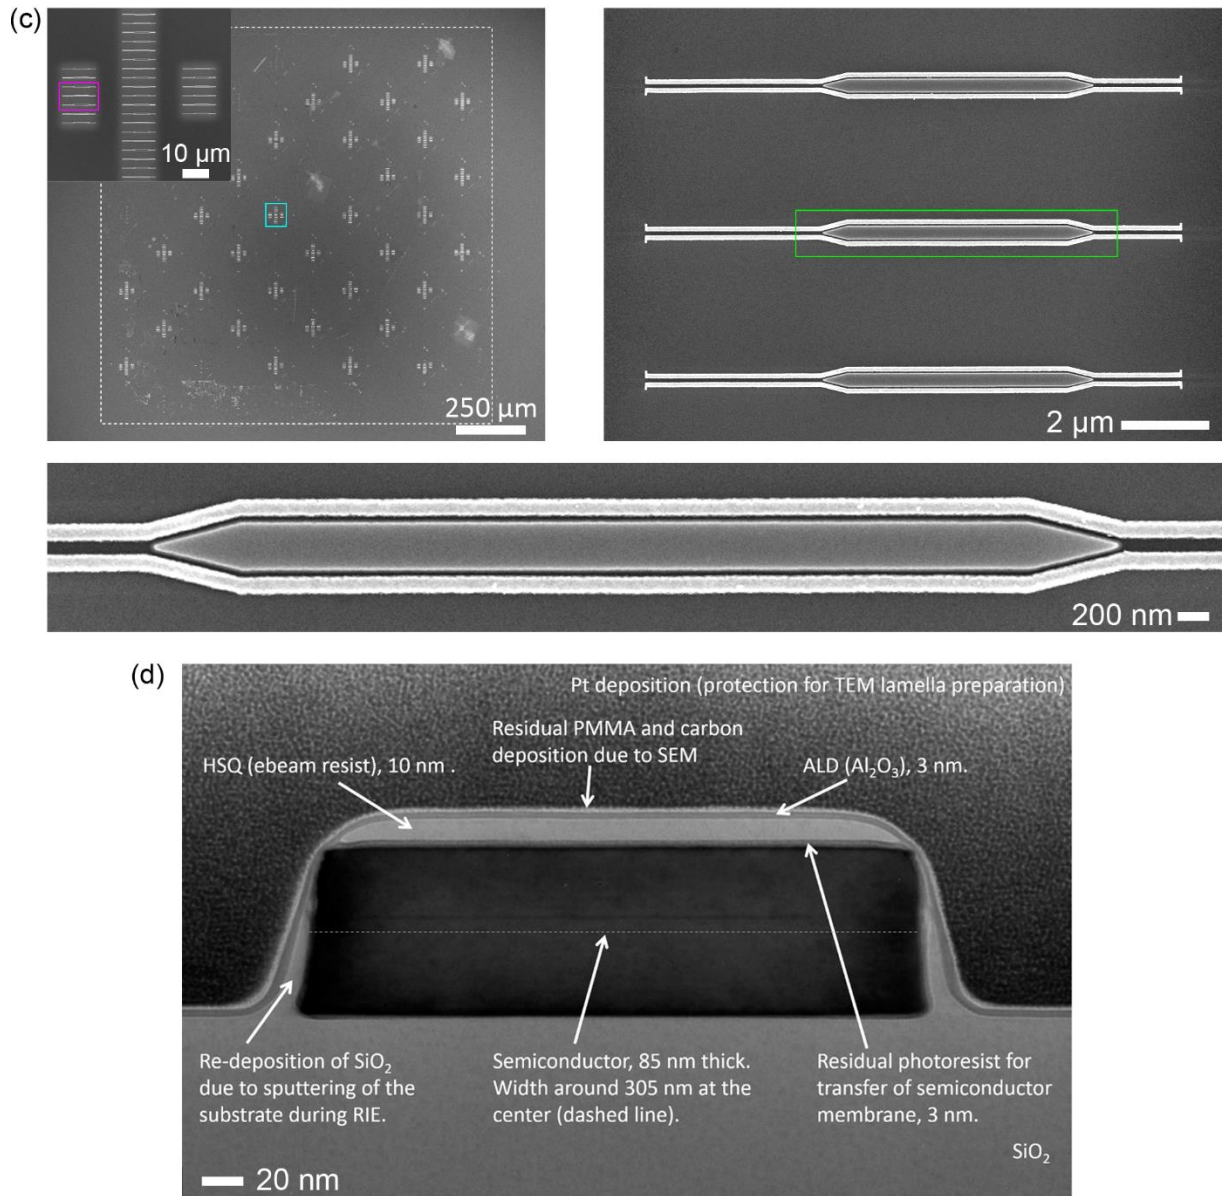 (c)
10 μm
250 μm
2 μm
200 nm
(d)
Pt deposition (protection for TEM lamella preparation)
Residual PMMA and carbon
deposition due to SEM
HSQ (ebeam resist), 10 nm .
ALD (Al₂O₃), 3 nm.
Re-deposition of SiO₂
due to sputtering of the
substrate during RIE.
Semiconductor, 85 nm thick.
Width around 305 nm at the
center (dashed line).
Residual photoresist for
transfer of semiconductor
membrane, 3 nm.
SiO₂
20 nm